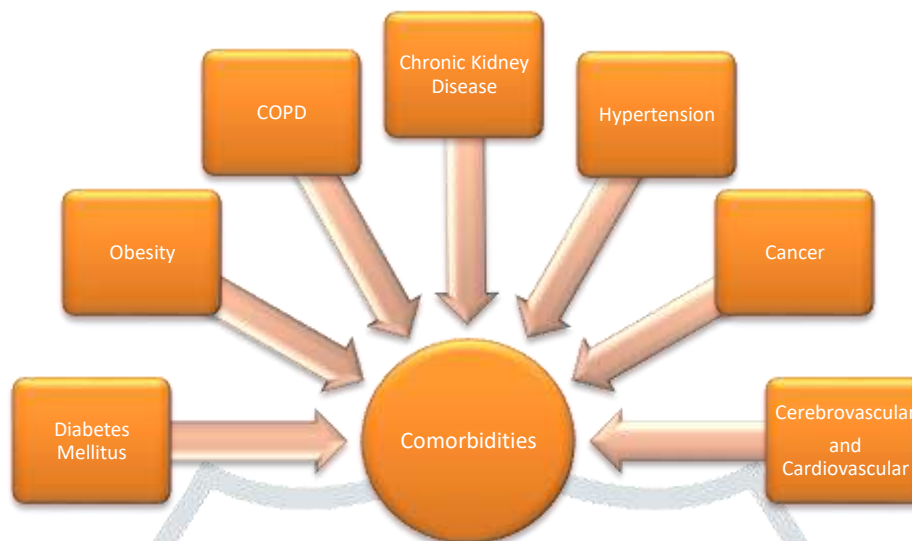 Chronic Kidney
Disease
COPD
Hypertension
Obesity
Cancer
Diabetes
Mellitus
Comorbidities
Cerebrovascular
and
Cardiovascular